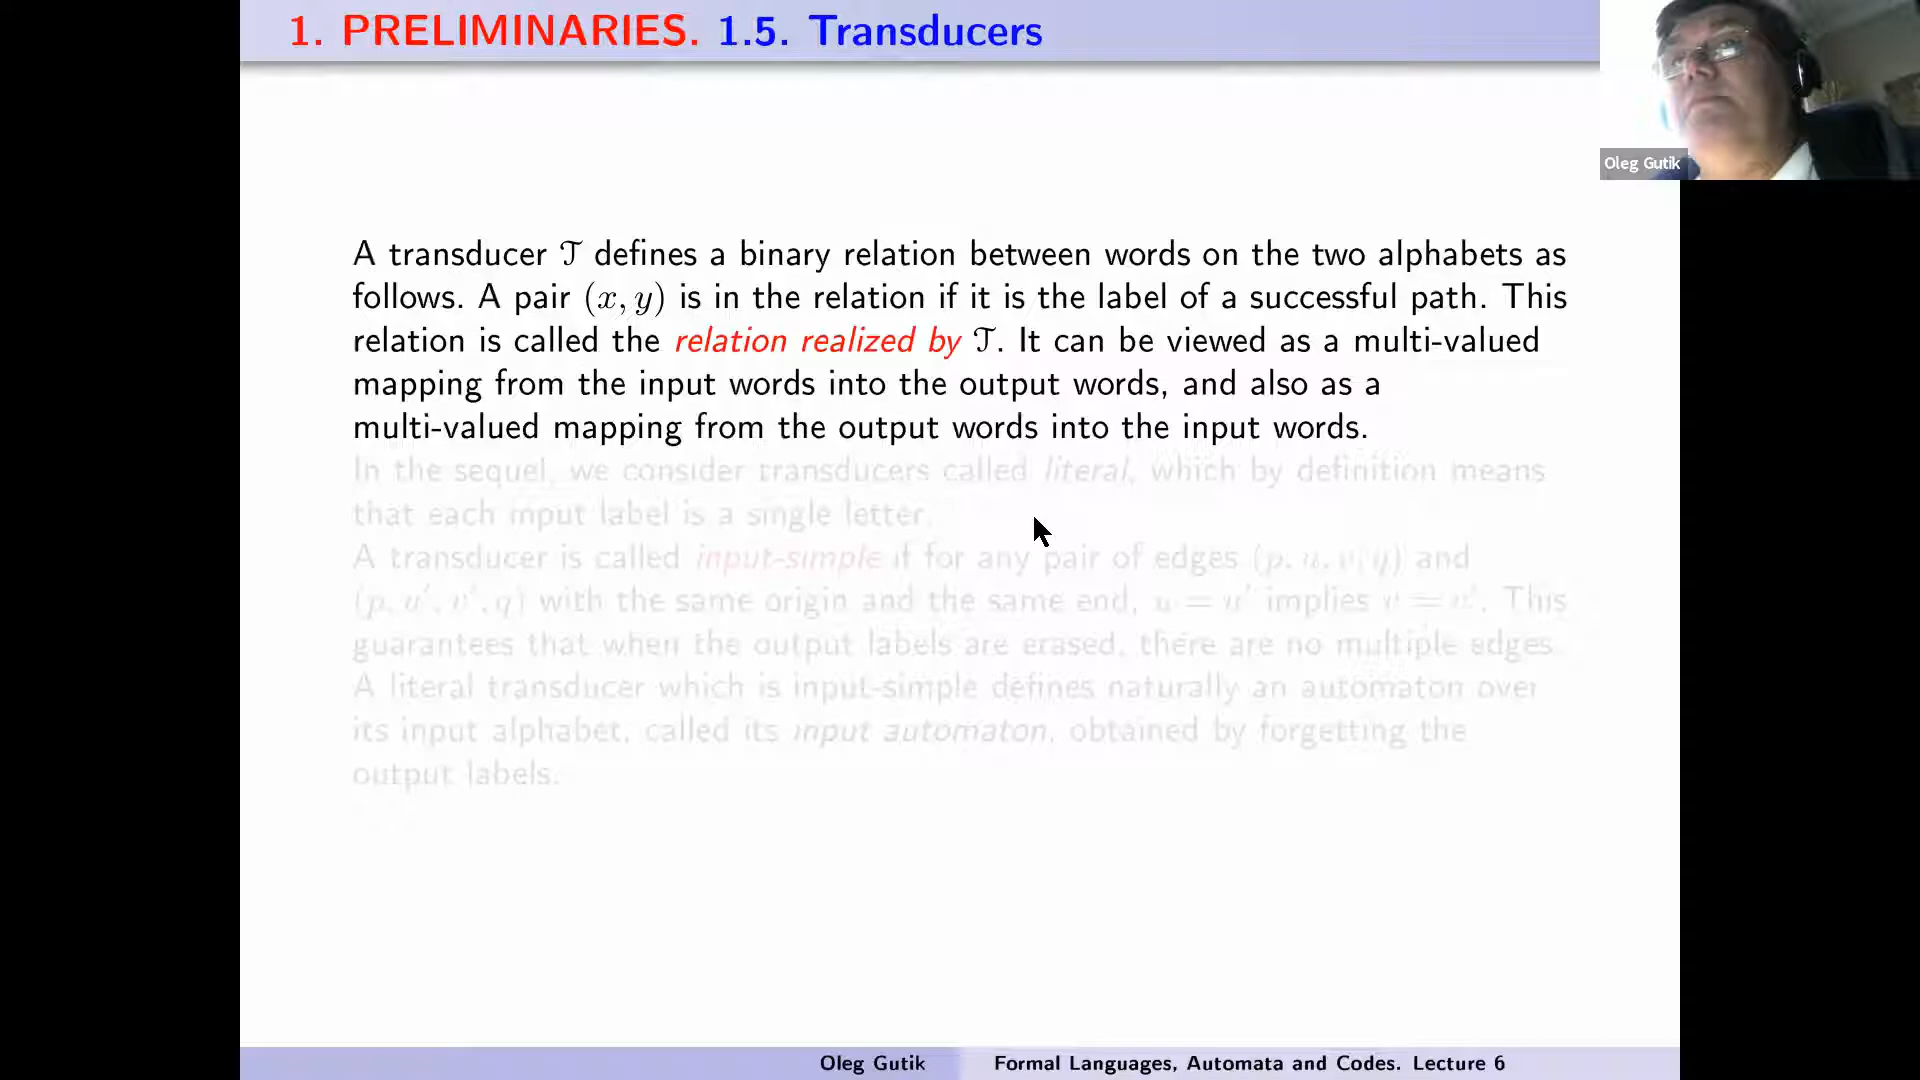 1. PRELIMINARIES. 1.5. Transducers
Oleg Gutik
A transducer 𝒯 defines a binary relation between words on the two alphabets as
follows. A pair (x, y) is in the relation if it is the label of a successful path. This
relation is called the relation realized by 𝒯. It can be viewed as a multi-valued
mapping from the input words into the output words, and also as a
multi-valued mapping from the output words into the input words.
In the sequel, we consider transducers called literal, which by definition means
that each input label is a single letter.
A transducer is called input-simple if for any pair of edges (p, u, v, q) and
(p, u′, v′, q) with the same origin and the same end, u = u′ implies v = v′. This
guarantees that when the output labels are erased, there are no multiple edges.
A literal transducer which is input-simple defines naturally an automaton over
its input alphabet, called its input automaton, obtained by forgetting the
output labels.
Oleg Gutik Formal Languages, Automata and Codes. Lecture 6